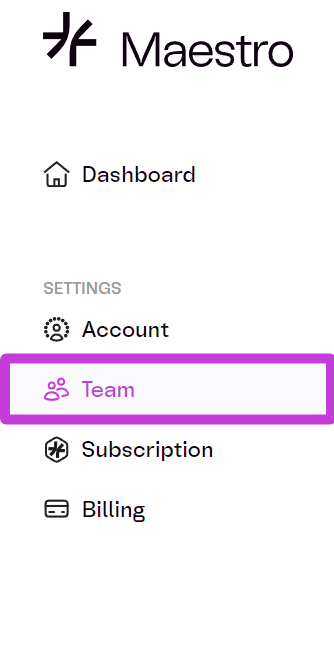 Maestro
Dashboard
SETTINGS
Account
Team
Subscription
Billing